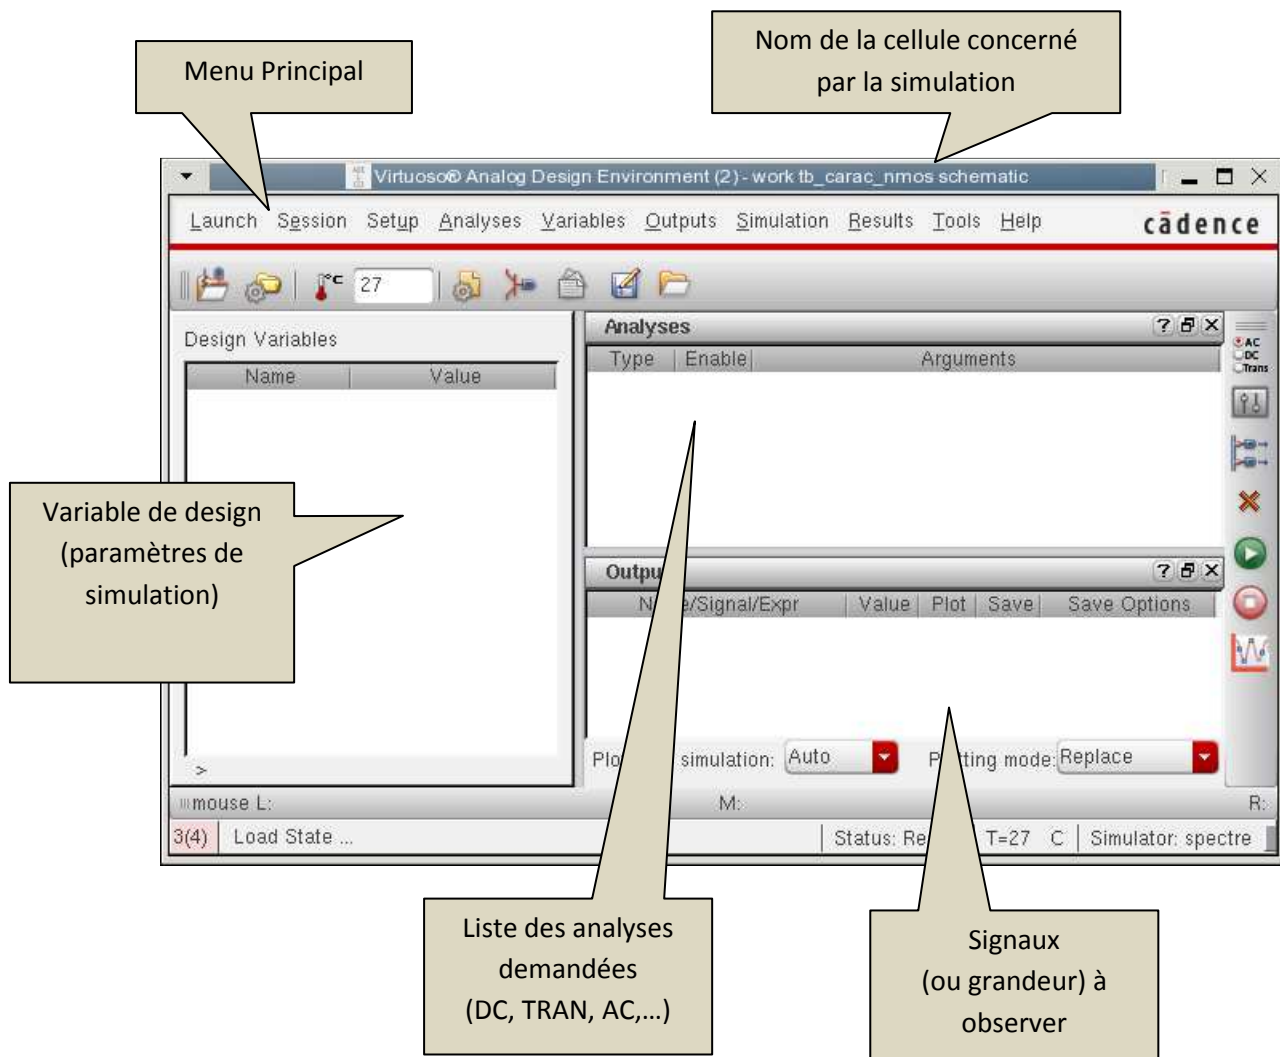 Menu Principal
Nom de la cellule concerné
par la simulation
Virtuoso® Analog Design Environment (2) - work tb_carac_nmos schematic
Launch Session Setup Analyses Variables Outputs Simulation Results Tools Help cādence
°C 27
Design Variables
Name Value
Analyses
Type Enable Arguments
AC
DC
Trans
Variable de design
(paramètres de
simulation)
Outpu
/Signal/Expr Value Plot Save Save Options
simulation: Auto mode: Replace
>
mouse L: M: R:
3(4) Load State ... Status: T=27 C Simulator: spectre
Liste des analyses
demandées
(DC, TRAN, AC,...)
Signaux
(ou grandeur) à
observer